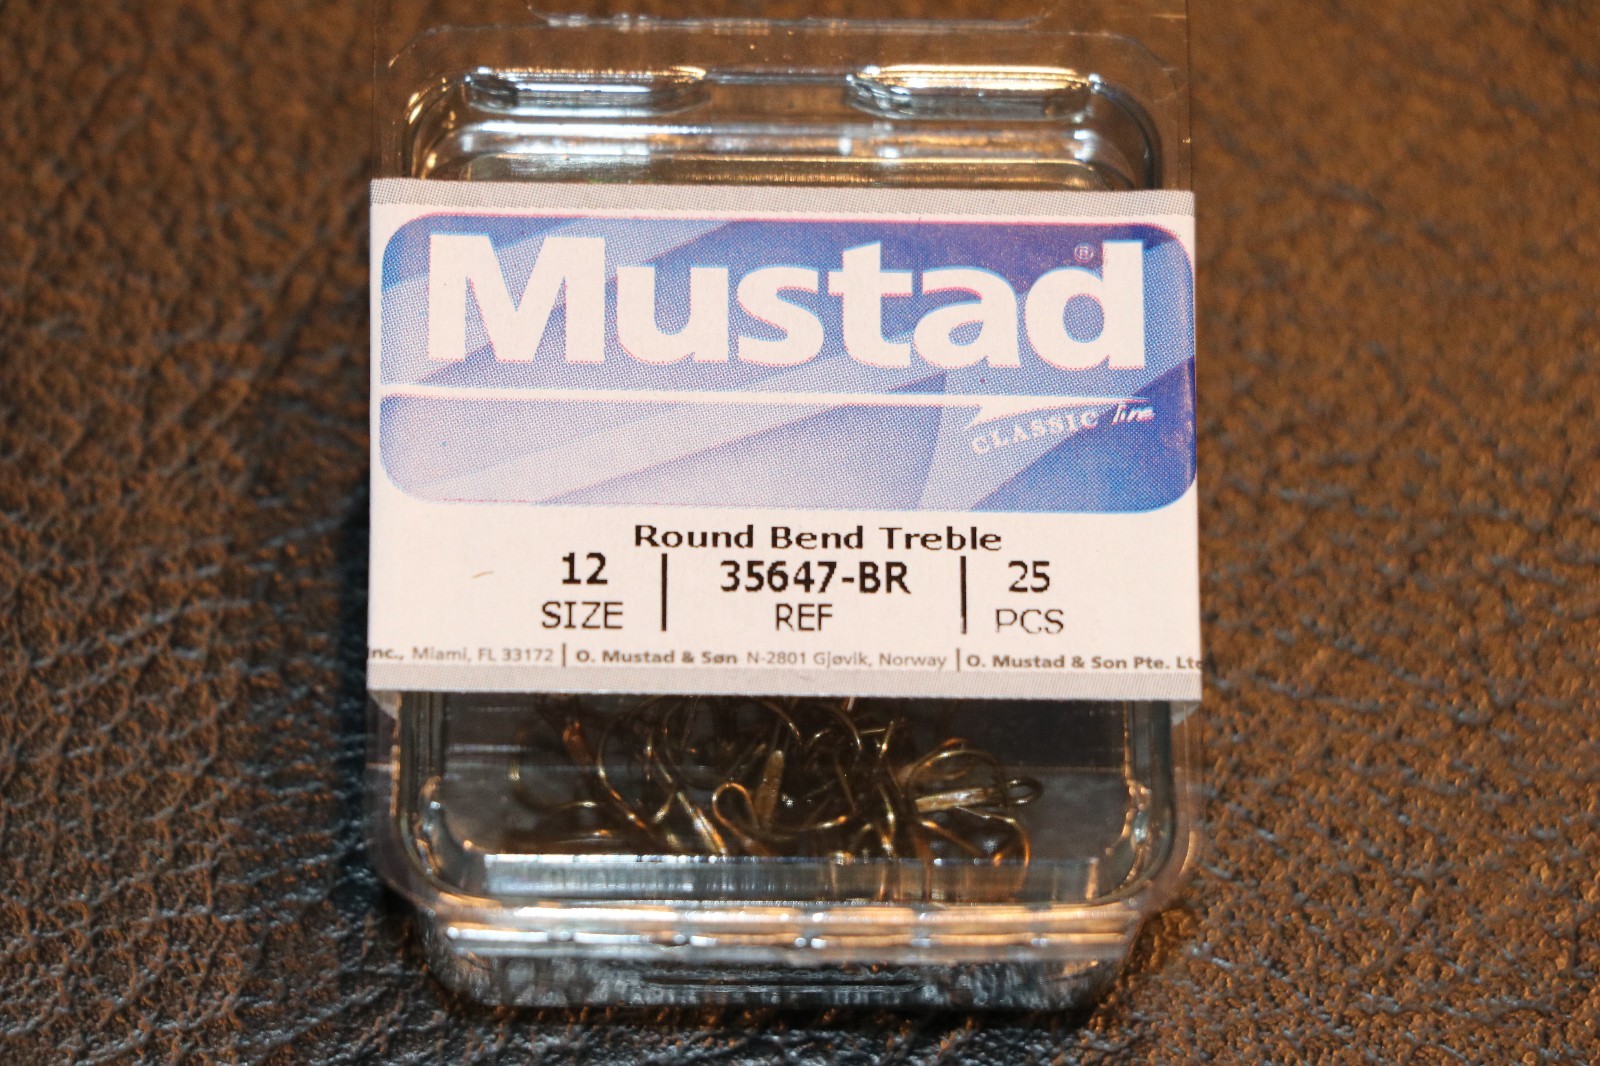 Mustad®
CLASSIC line
Round Bend Treble
12 | 35647-BR | 25
SIZE REF PCS
nc., Miami, FL 33172 | O. Mustad & Søn N-2801 Gjøvik, Norway | O. Mustad & Son Pte. Ltd